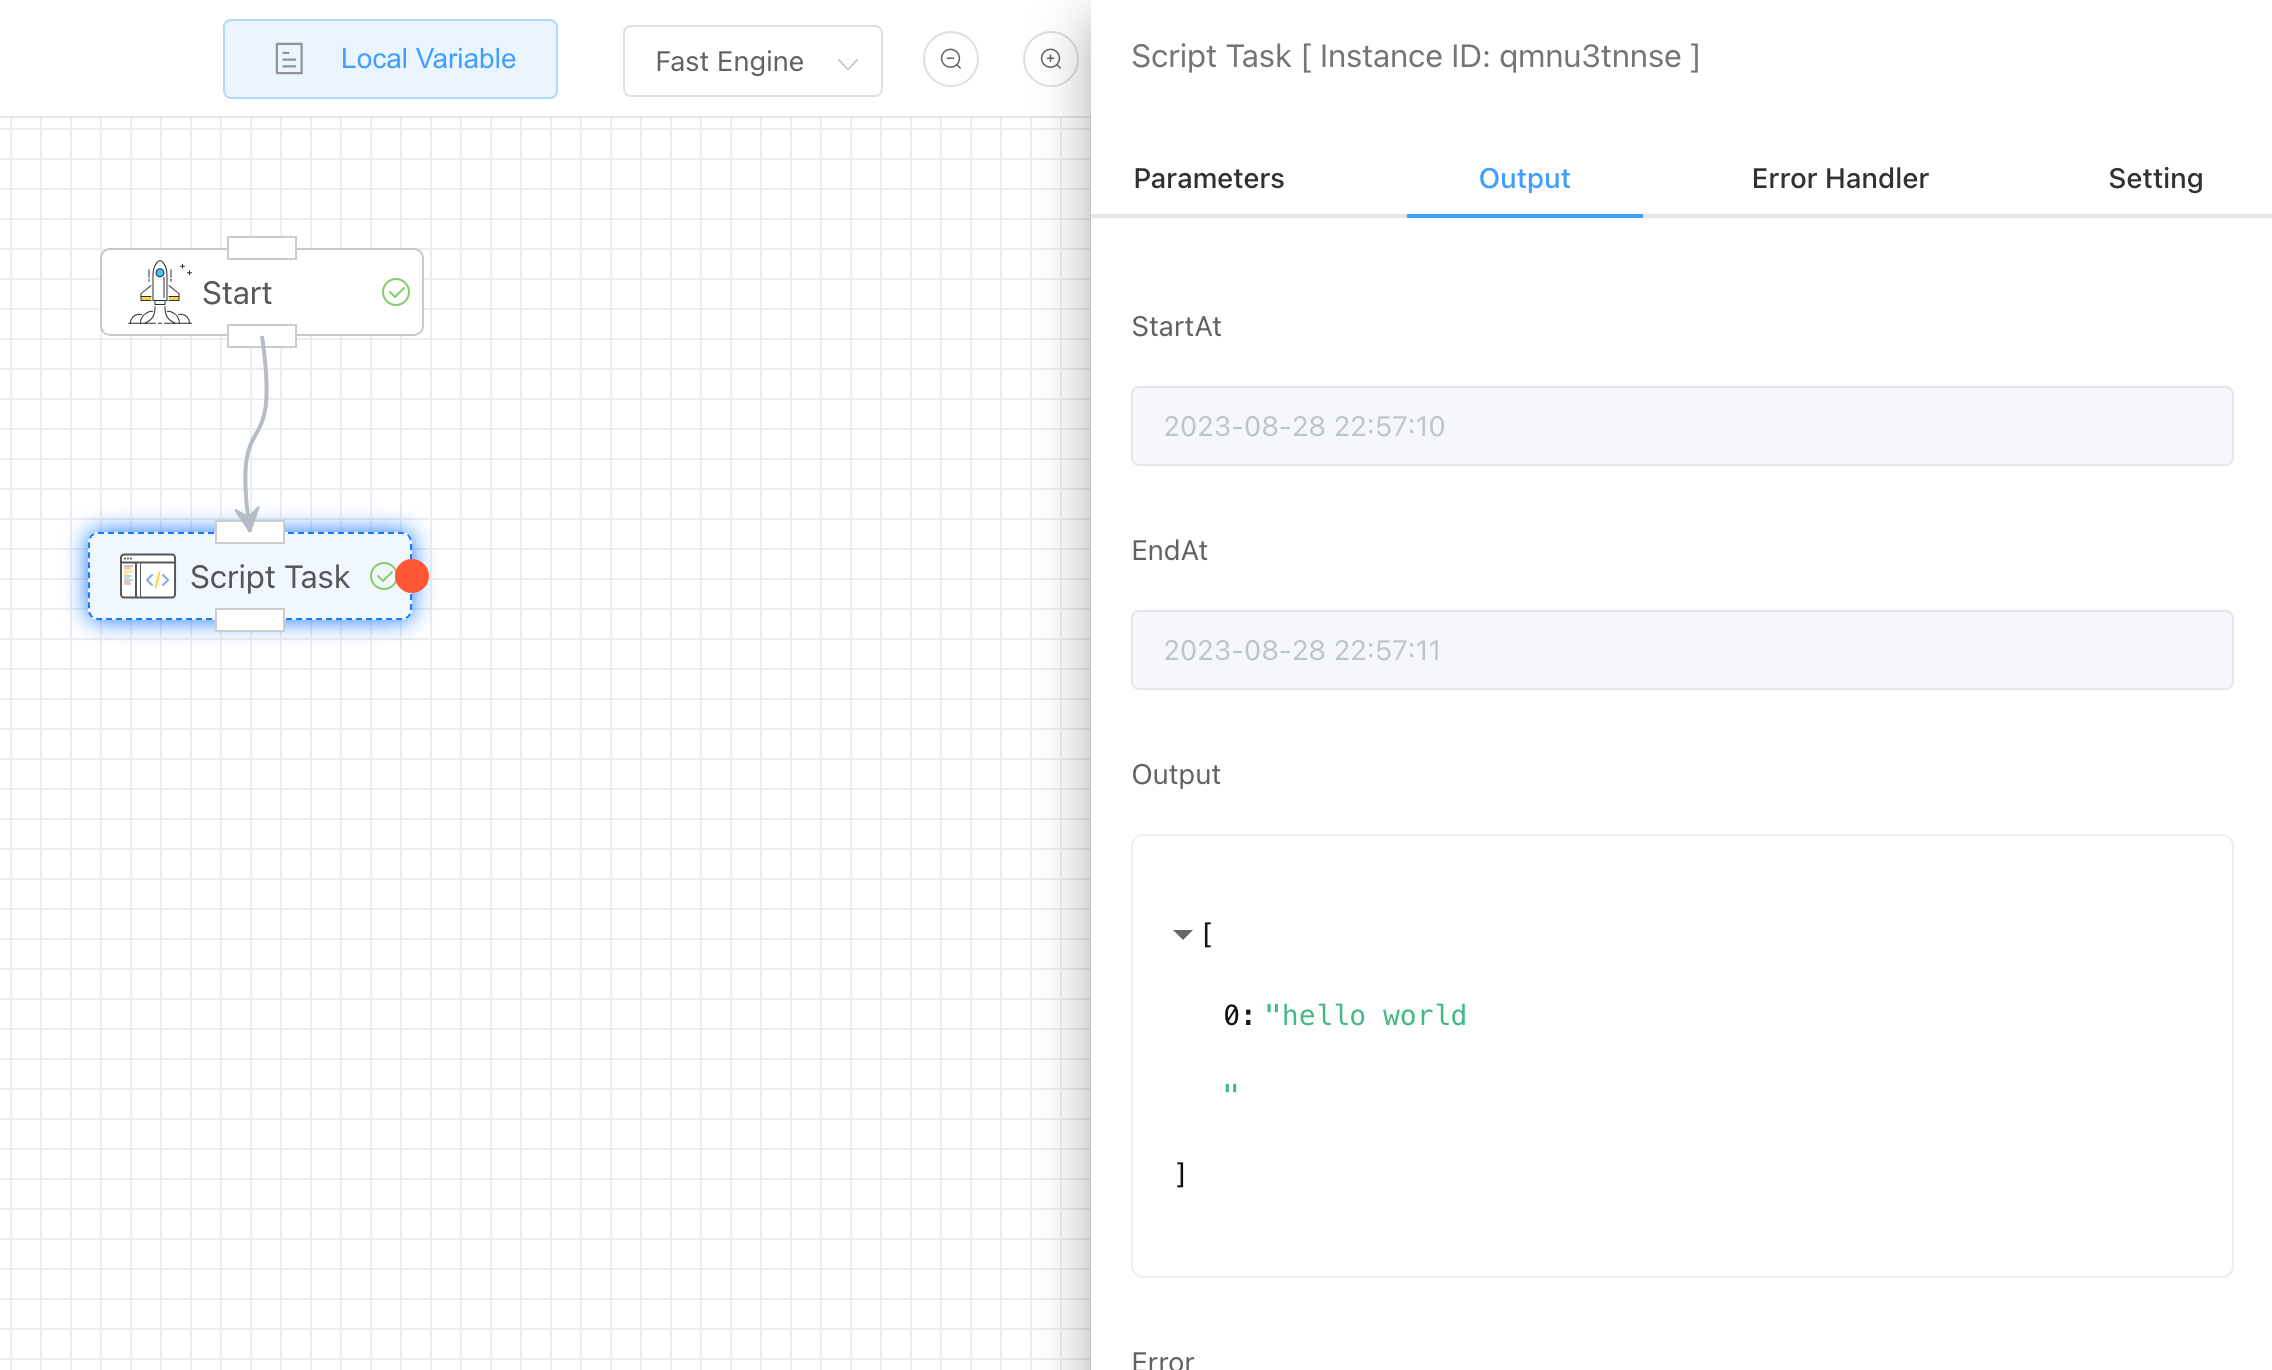 Local Variable
Fast Engine
Start
Script Task
Script Task [ Instance ID: qmnu3tnnse ]
Parameters Output Error Handler Setting
StartAt
2023-08-28 22:57:10
EndAt
2023-08-28 22:57:11
Output
[
0: "hello world
"
]
Error